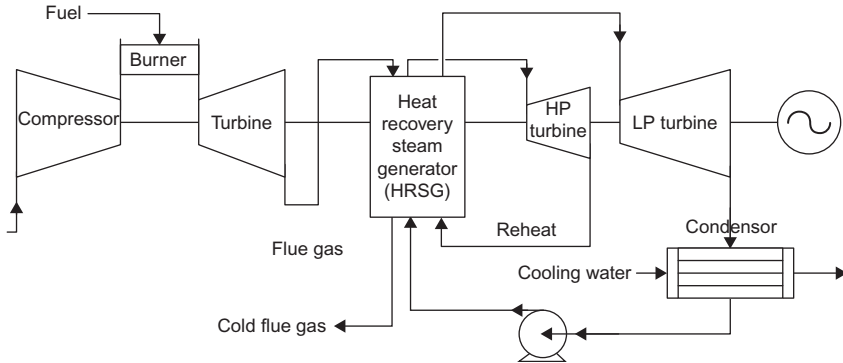 Fuel
Burner
Compressor
Turbine
Heat
recovery
steam
generator
(HRSG)
HP
turbine
LP turbine
Reheat
Condensor
Flue gas
Cooling water
Cold flue gas